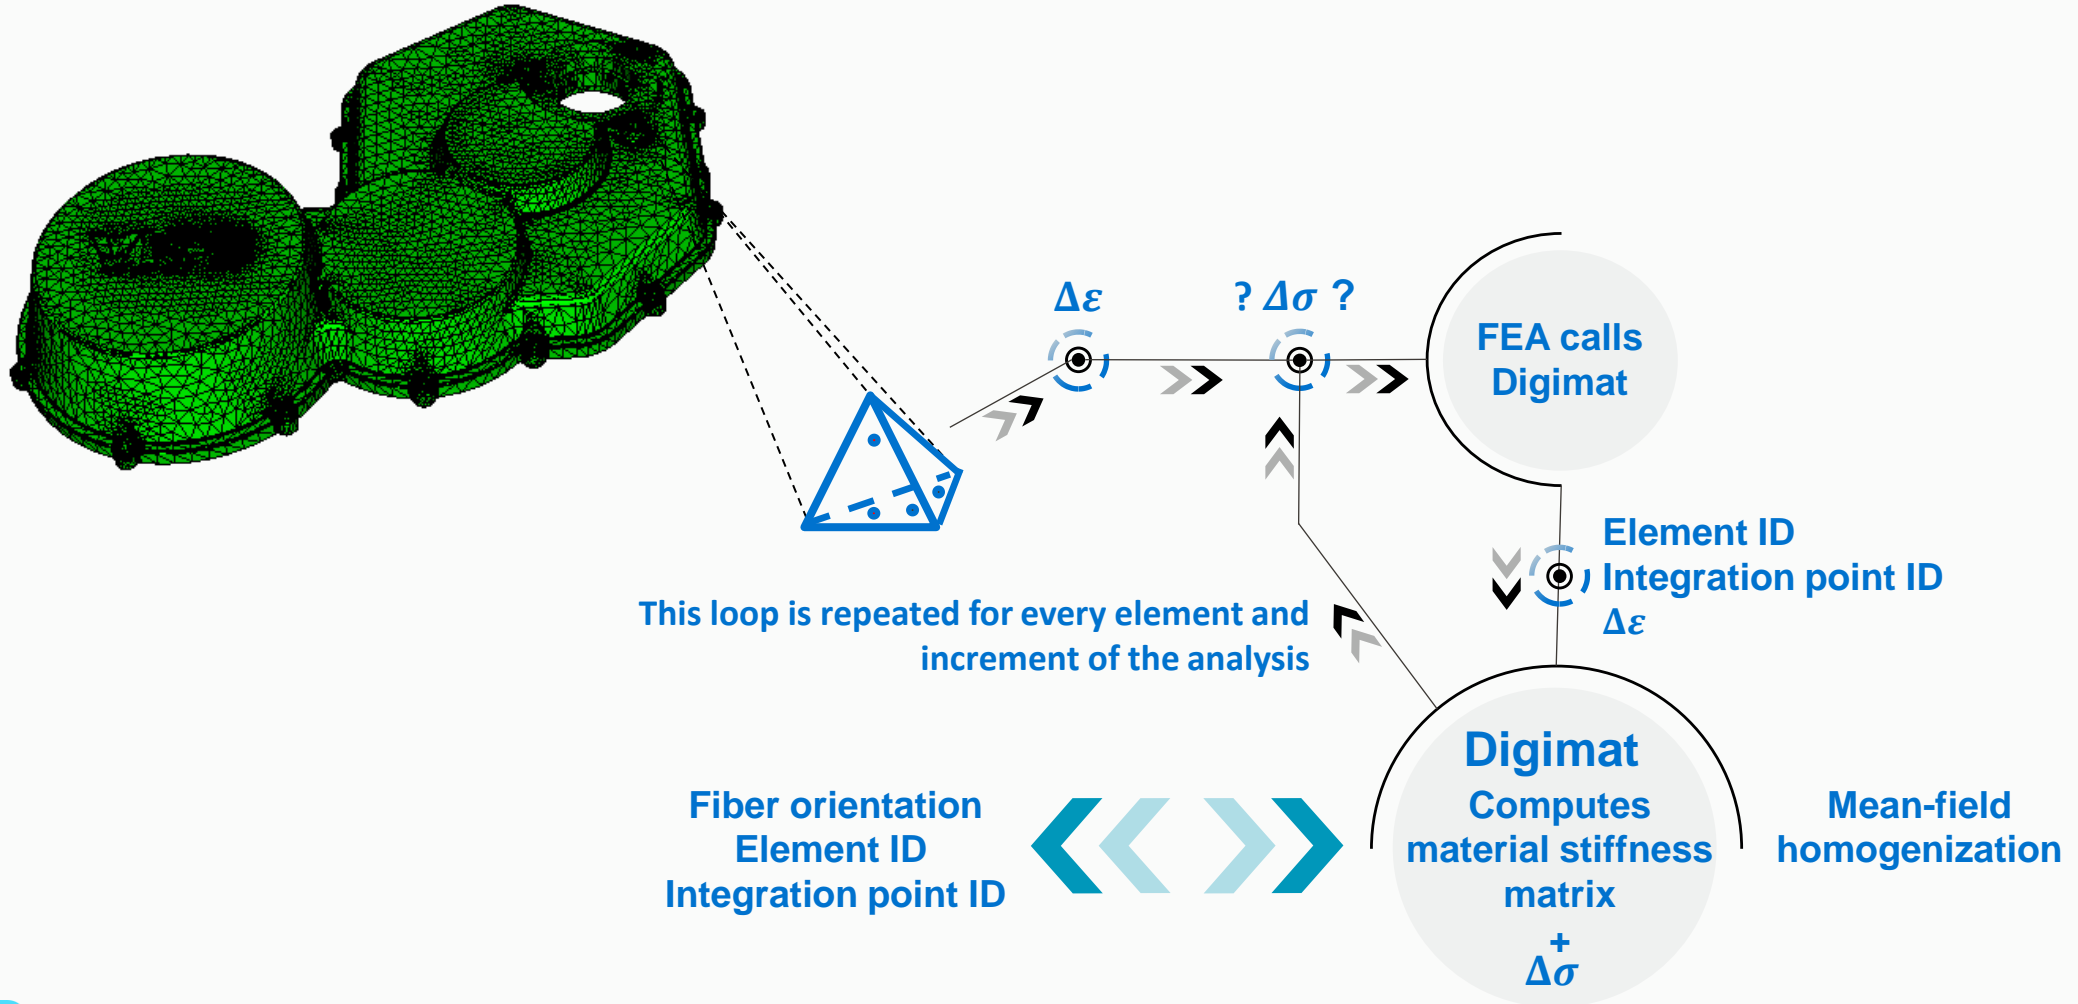 Δε
? Δσ ?
FEA calls
Digimat
Element ID
Integration point ID
Δε
This loop is repeated for every element and
increment of the analysis
Digimat
Computes
material stiffness
matrix
+
Δσ
Fiber orientation
Element ID
Integration point ID
Mean-field
homogenization